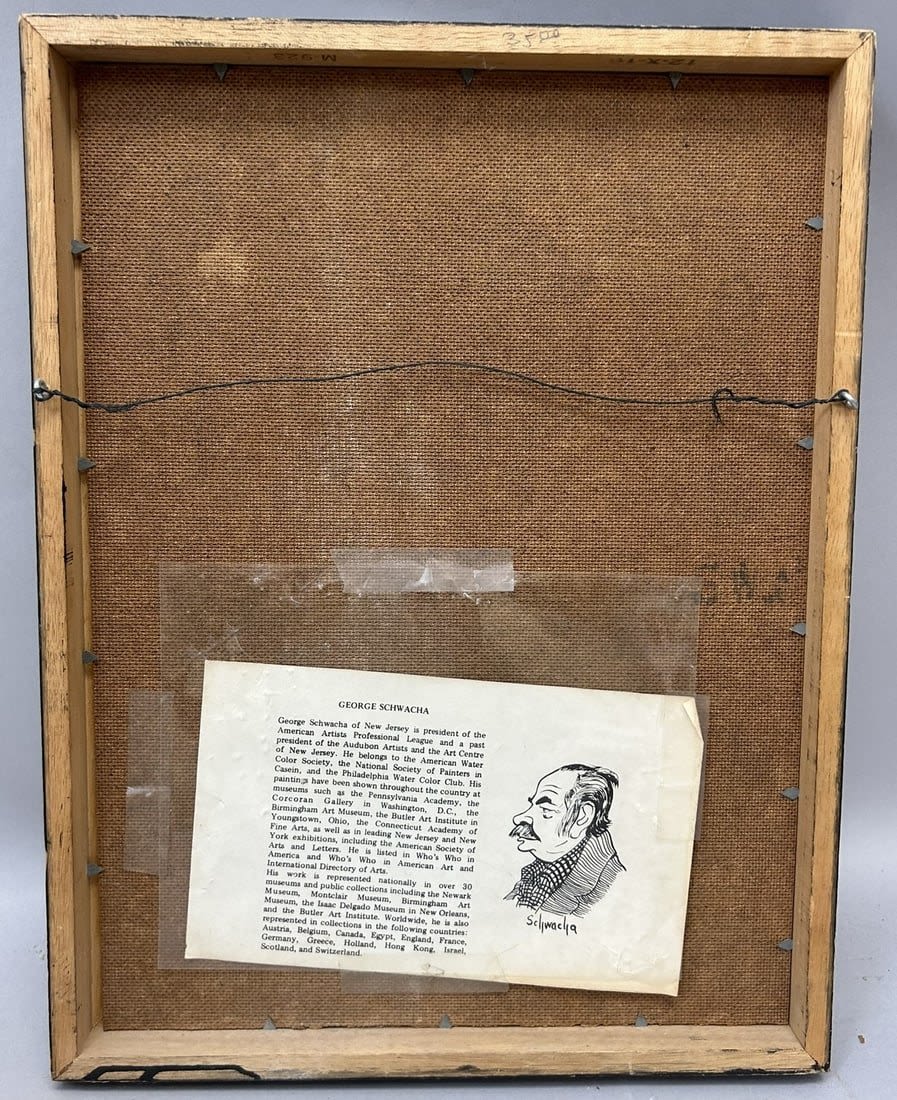 3500
M-923
12-X-16
GEORGE SCHWACHA
George Schwacha of New Jersey is president of the
American Artists Professional League and a past
president of the Audubon Artists and the Art Centre
of New Jersey. He belongs to the American Water
Color Society, the National Society of Painters in
Casein, and the Philadelphia Water Color Club. His
paintings have been shown throughout the country at
museums such as the Pennsylvania Academy, the
Corcoran Gallery in Washington, D.C., the
Birmingham Art Museum, the Butler Art Institute in
Youngstown, Ohio, the Connecticut Academy of
Fine Arts, as well as in leading New Jersey and New
York exhibitions, including the American Society of
Arts and Letters. He is listed in Who's Who in
America and Who's Who in American Art and
International Directory of Arts.
His work is represented nationally in over 30
museums and public collections including the Newark
Museum, Montclair Museum, Birmingham Art
Museum, the Isaac Delgado Museum in New Orleans,
and the Butler Art Institute. Worldwide, he is also
represented in collections in the following countries:
Austria, Belgium, Canada, Egypt, England, France,
Germany, Greece, Holland, Hong Kong, Israel,
Scotland, and Switzerland.
Schwacha